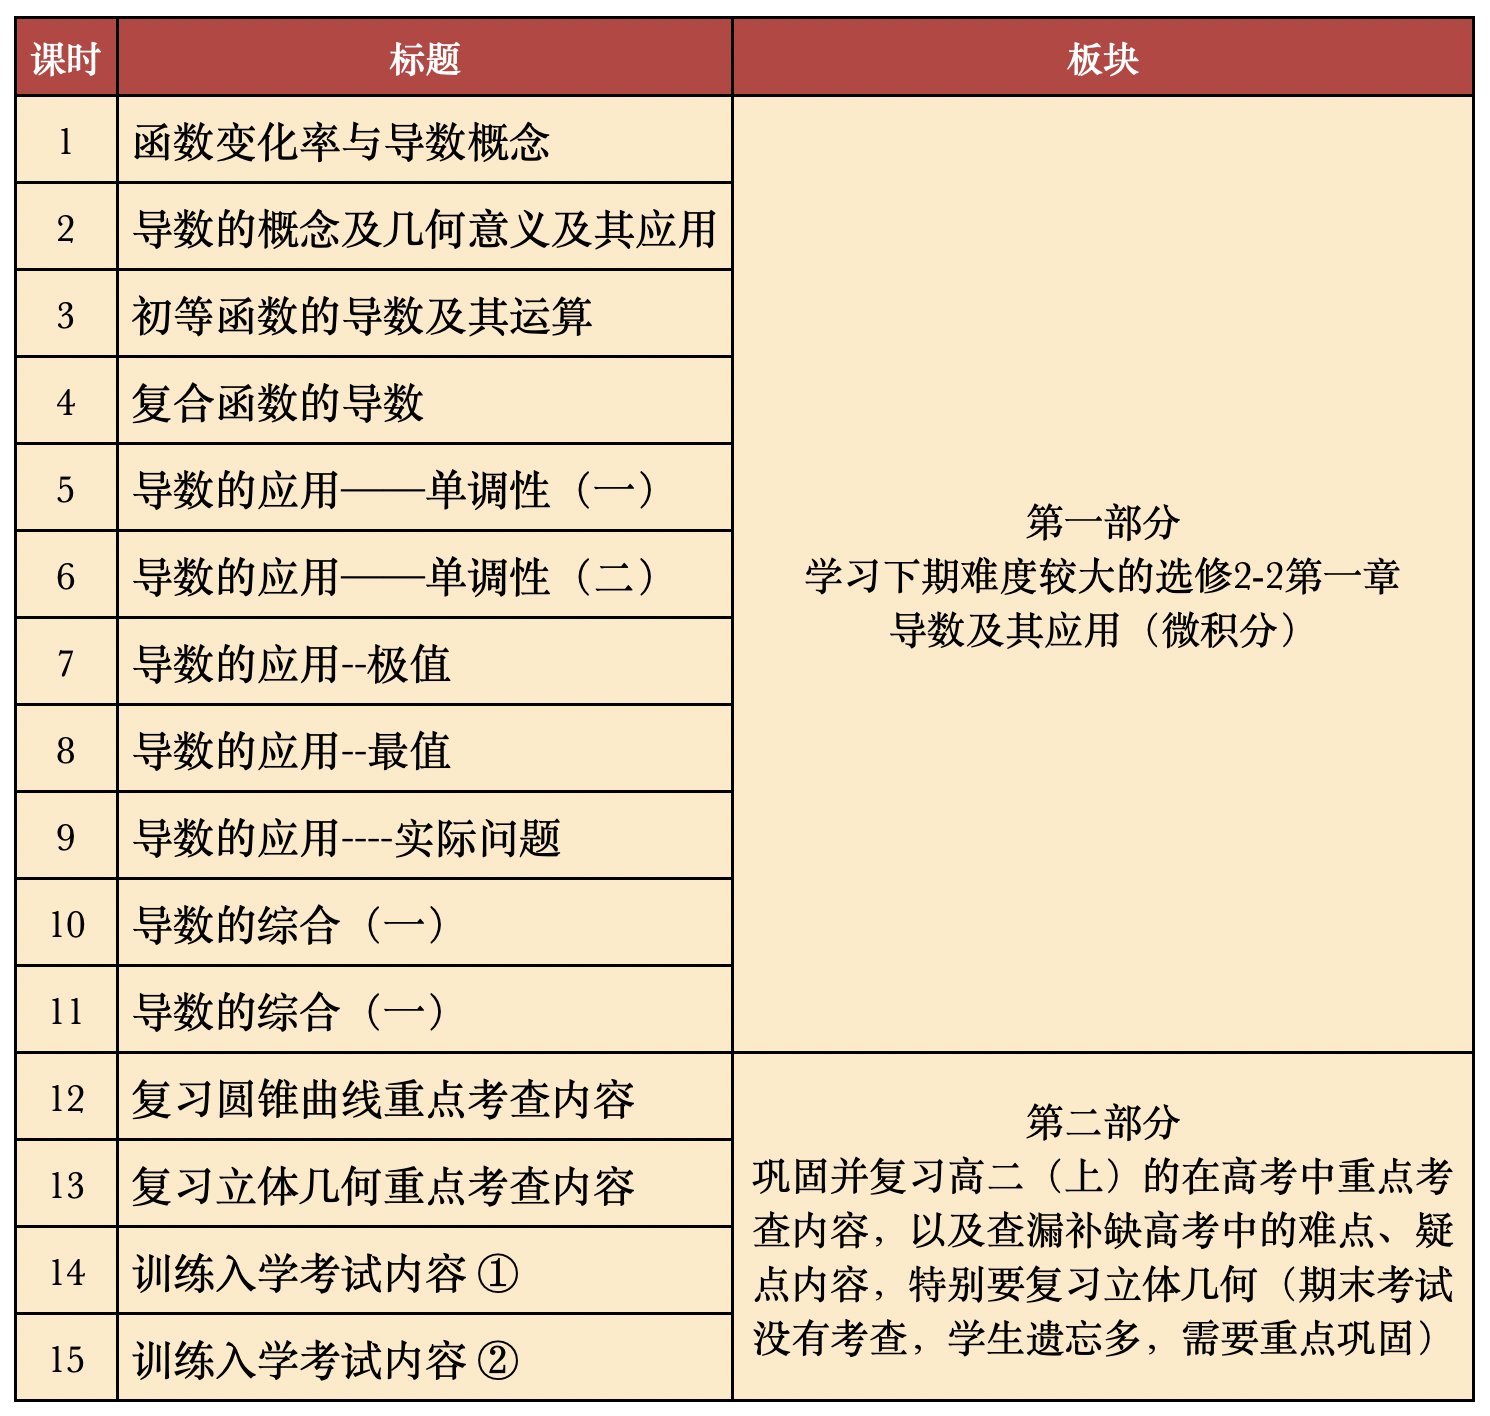 课时 标题 板块
1 函数变化率与导数概念
2 导数的概念及几何意义及其应用
3 初等函数的导数及其运算
4 复合函数的导数
5 导数的应用——单调性（一）
6 导数的应用——单调性（二）
7 导数的应用--极值
8 导数的应用--最值
9 导数的应用----实际问题
10 导数的综合（一）
11 导数的综合（一）
第一部分
学习下期难度较大的选修2-2第一章
导数及其应用（微积分）
12 复习圆锥曲线重点考查内容
13 复习立体几何重点考查内容
14 训练入学考试内容 ①
15 训练入学考试内容 ②
第二部分
巩固并复习高二（上）的在高考中重点考
查内容，以及查漏补缺高考中的难点、疑
点内容，特别要复习立体几何（期末考试
没有考查，学生遗忘多，需要重点巩固）